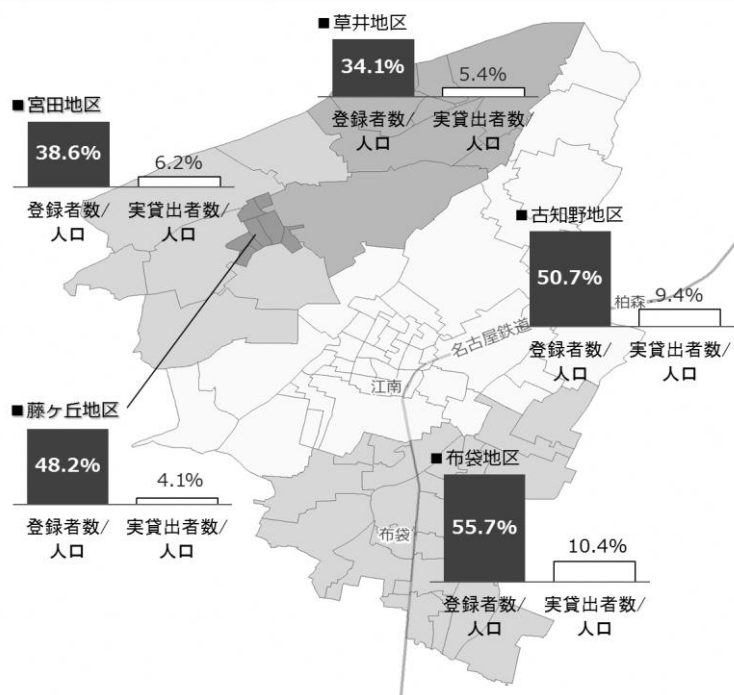 ■草井地区
34.1%
5.4%
登録者数/
人口
実貸出者数/
人口
■宮田地区
38.6%
6.2%
登録者数/
人口
実貸出者数/
人口
■古知野地区
50.7%
9.4%
登録者数/
人口
実貸出者数/
人口
柏森
名古屋鉄道
江南
■藤ヶ丘地区
48.2%
4.1%
登録者数/
人口
実貸出者数/
人口
■布袋地区
55.7%
10.4%
登録者数/
人口
実貸出者数/
人口
布袋